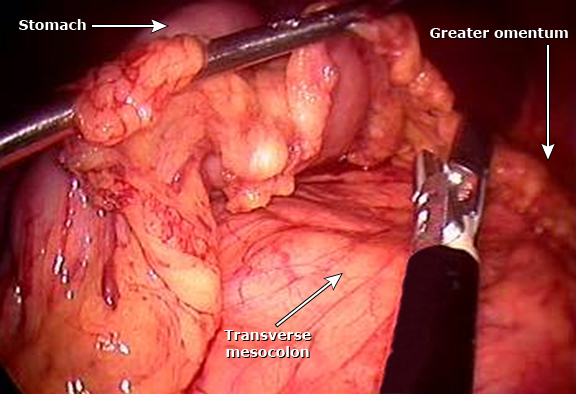 Stomach
Greater omentum
Transverse
mesocolon